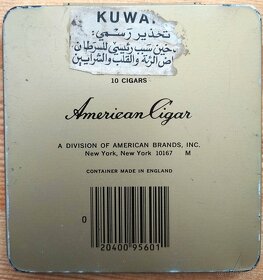 KUWA
تحذير رسمي:
خين سبب رئيسي للسرطان
ض الرئة والقلب والشرايين
10 CIGARS
American Cigar
A DIVISION OF AMERICAN BRANDS, INC.
New York, New York 10167 M
CONTAINER MADE IN ENGLAND
0
20400 95601